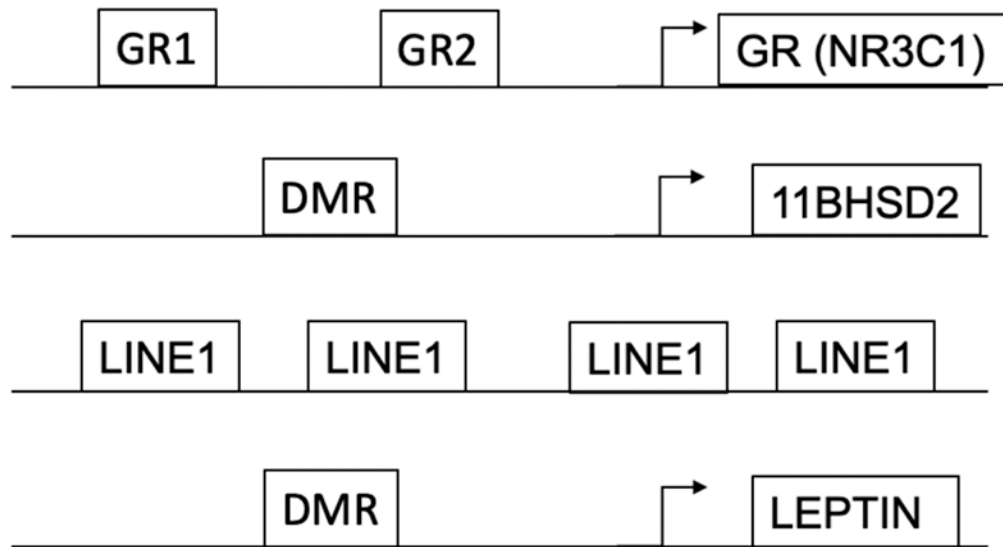 GR1 GR2 GR (NR3C1)
DMR 11BHSD2
LINE1 LINE1 LINE1 LINE1
DMR LEPTIN